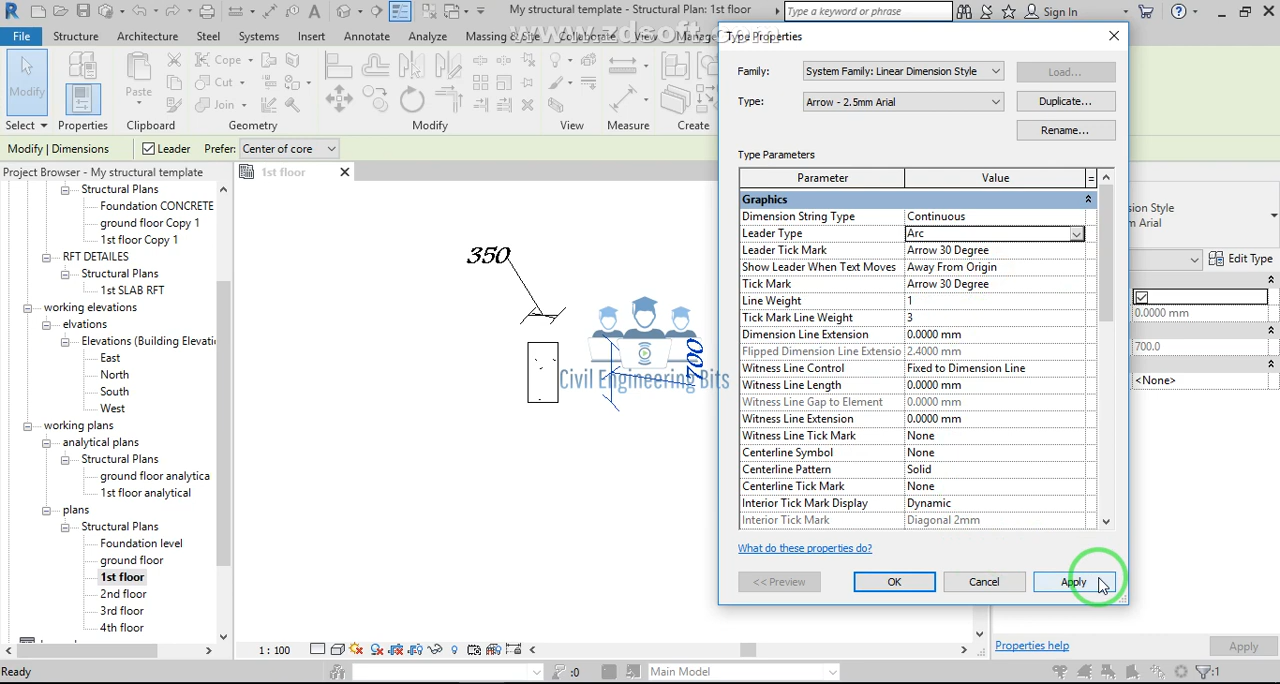 My structural template - Structural Plan: 1st floor
Type a keyword or phrase
Sign In
www.zdsoft.com
File
Structure
Architecture
Steel
Systems
Insert
Annotate
Analyze
Massing & Site
Collaborate
View
Manage
Modify
Paste
Cope
Cut
Join
Select
Properties
Clipboard
Geometry
Modify
View
Measure
Create
Modify | Dimensions
Leader
Prefer:
Center of core
Project Browser - My structural template
Structural Plans
Foundation CONCRETE
ground floor Copy 1
1st floor Copy 1
RFT DETAILES
Structural Plans
1st SLAB RFT
working elevations
elvations
Elevations (Building Elevati
East
North
South
West
working plans
analytical plans
Structural Plans
ground floor analytica
1st floor analytical
plans
Structural Plans
Foundation level
ground floor
1st floor
2nd floor
3rd floor
4th floor
1st floor
350
700
Civil Engineering Bits
Type Properties
Family:
System Family: Linear Dimension Style
Load...
Type:
Arrow - 2.5mm Arial
Duplicate...
Rename...
Type Parameters
Parameter
Value
=
Graphics
Dimension String Type
Continuous
Leader Type
Arc
Leader Tick Mark
Arrow 30 Degree
Show Leader When Text Moves
Away From Origin
Tick Mark
Arrow 30 Degree
Line Weight
1
Tick Mark Line Weight
3
Dimension Line Extension
0.0000 mm
Flipped Dimension Line Extensio
2.4000 mm
Witness Line Control
Fixed to Dimension Line
Witness Line Length
0.0000 mm
Witness Line Gap to Element
0.0000 mm
Witness Line Extension
0.0000 mm
Witness Line Tick Mark
None
Centerline Symbol
None
Centerline Pattern
Solid
Centerline Tick Mark
None
Interior Tick Mark Display
Dynamic
Interior Tick Mark
Diagonal 2mm
What do these properties do?
<< Preview
OK
Cancel
Apply
sion Style
m Arial
Edit Type
0.0000 mm
700.0
<None>
Properties help
Apply
1 : 100
Ready
:0
Main Model
:1